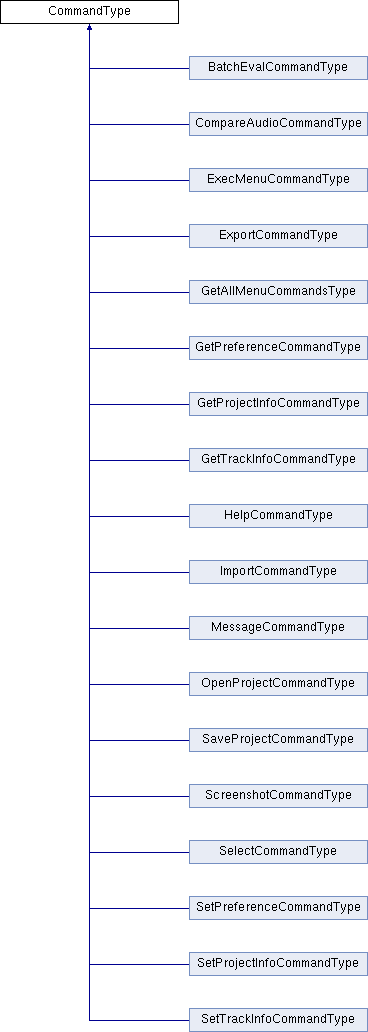 CommandType
BatchEvalCommandType
CompareAudioCommandType
ExecMenuCommandType
ExportCommandType
GetAllMenuCommandsType
GetPreferenceCommandType
GetProjectInfoCommandType
GetTrackInfoCommandType
HelpCommandType
ImportCommandType
MessageCommandType
OpenProjectCommandType
SaveProjectCommandType
ScreenshotCommandType
SelectCommandType
SetPreferenceCommandType
SetProjectInfoCommandType
SetTrackInfoCommandType